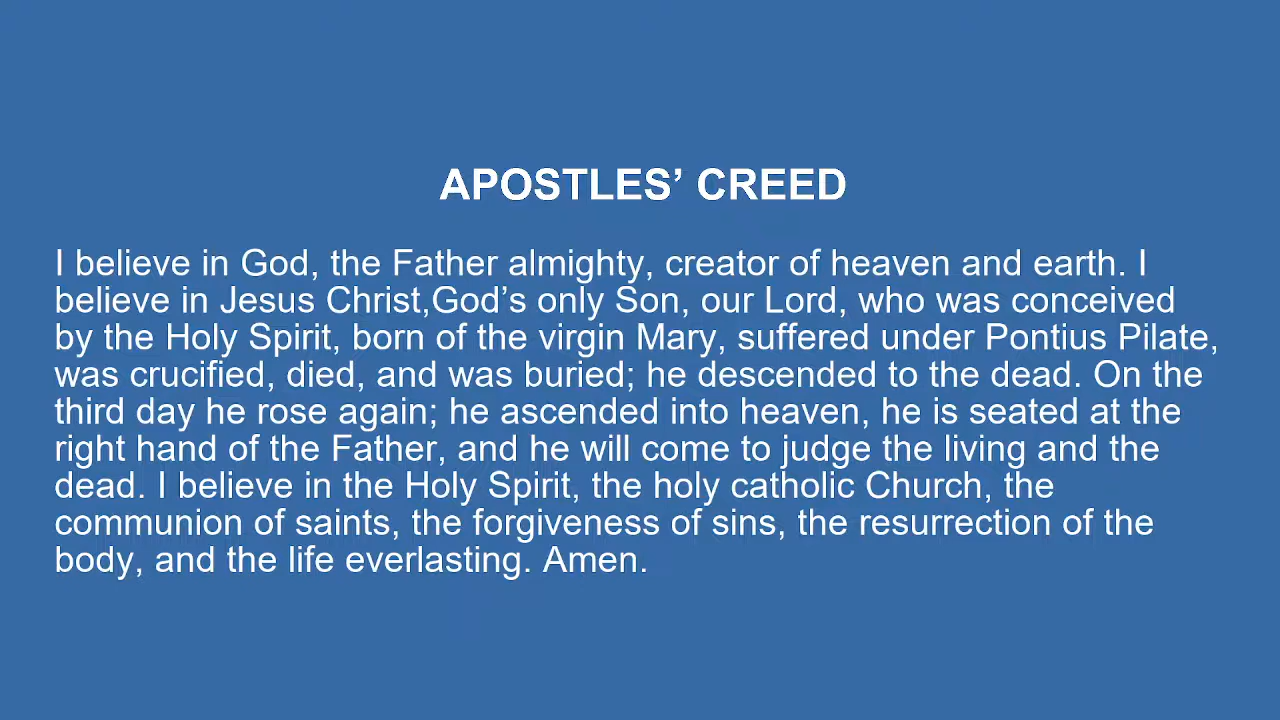 APOSTLES’ CREED
I believe in God, the Father almighty, creator of heaven and earth. I
believe in Jesus Christ,God’s only Son, our Lord, who was conceived
by the Holy Spirit, born of the virgin Mary, suffered under Pontius Pilate,
was crucified, died, and was buried; he descended to the dead. On the
third day he rose again; he ascended into heaven, he is seated at the
right hand of the Father, and he will come to judge the living and the
dead. I believe in the Holy Spirit, the holy catholic Church, the
communion of saints, the forgiveness of sins, the resurrection of the
body, and the life everlasting. Amen.